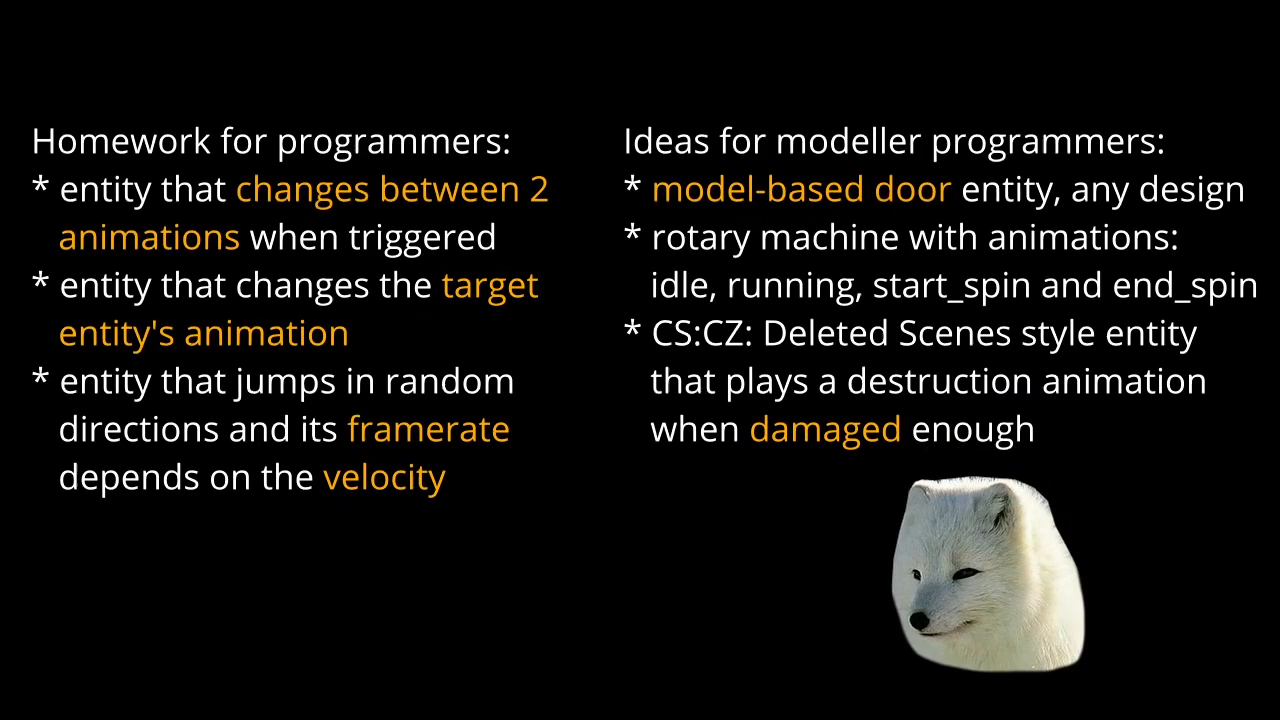 Homework for programmers:
* entity that changes between 2
animations when triggered
* entity that changes the target
entity's animation
* entity that jumps in random
directions and its framerate
depends on the velocity
Ideas for modeller programmers:
* model-based door entity, any design
* rotary machine with animations:
idle, running, start_spin and end_spin
* CS:CZ: Deleted Scenes style entity
that plays a destruction animation
when damaged enough